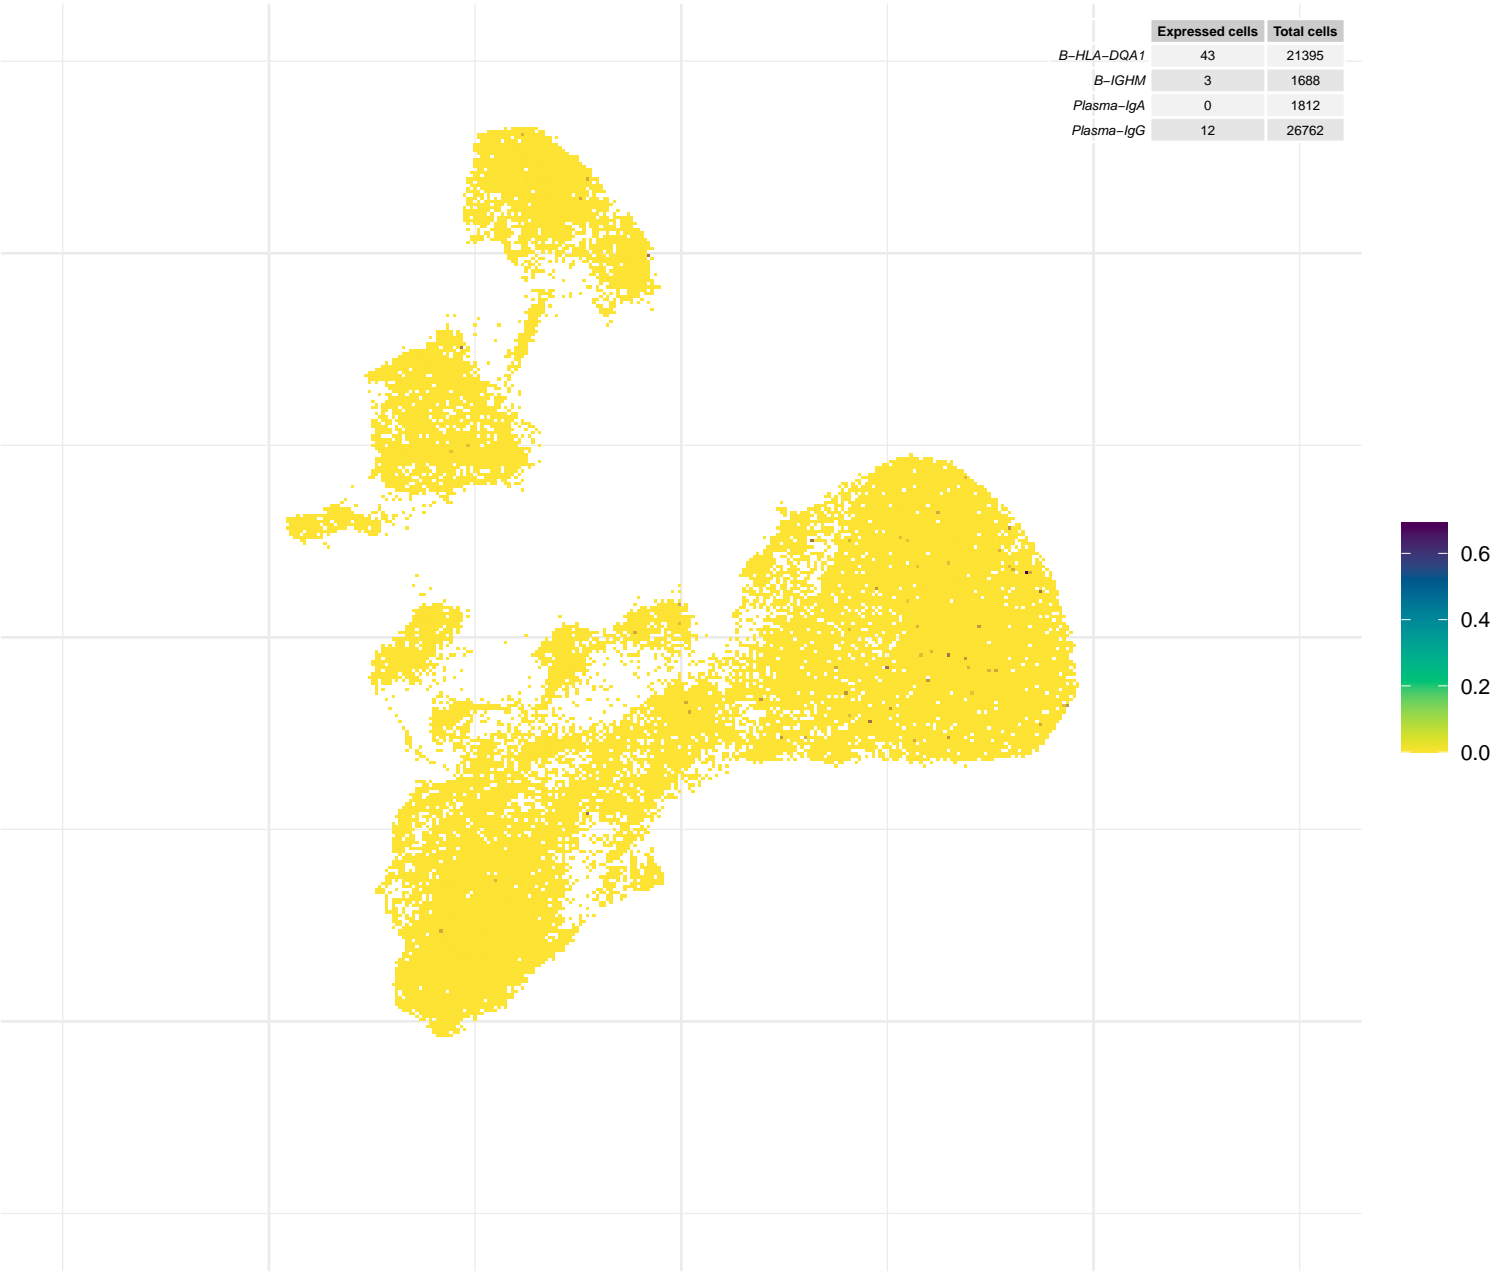 Expressed cells Total cells
B−HLA−DQA1 43 21395
B−IGHM 3 1688
Plasma−IgA 0 1812
Plasma−IgG 12 26762
0.6
0.4
0.2
0.0